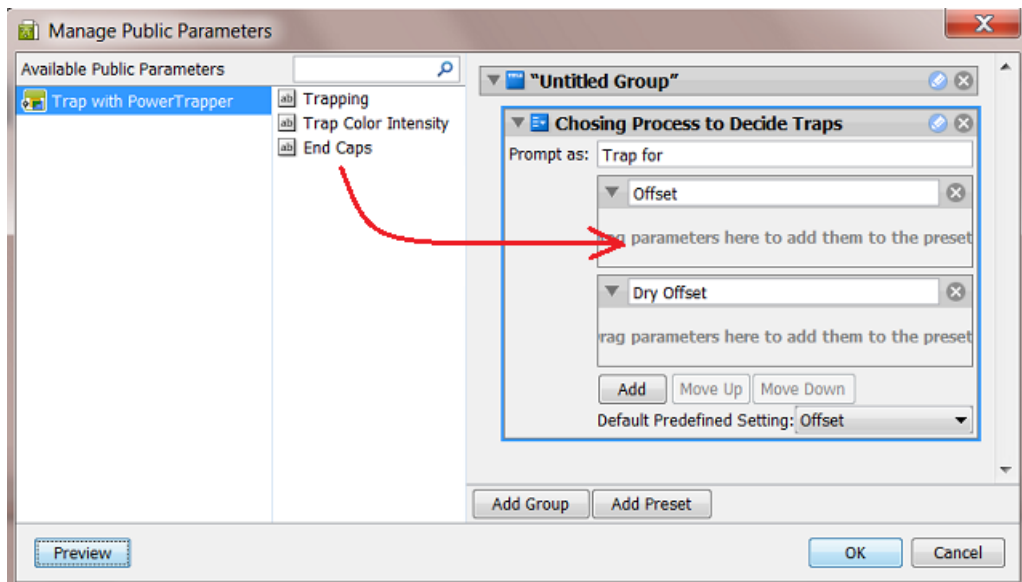 Manage Public Parameters
X
Available Public Parameters
Trap with PowerTrapper
Trapping
Trap Color Intensity
End Caps
"Untitled Group"
Chosing Process to Decide Traps
Prompt as: Trap for
Offset
parameters here to add them to the preset
Dry Offset
rag parameters here to add them to the preset
Add Move Up Move Down
Default Predefined Setting: Offset
Add Group Add Preset
Preview OK Cancel